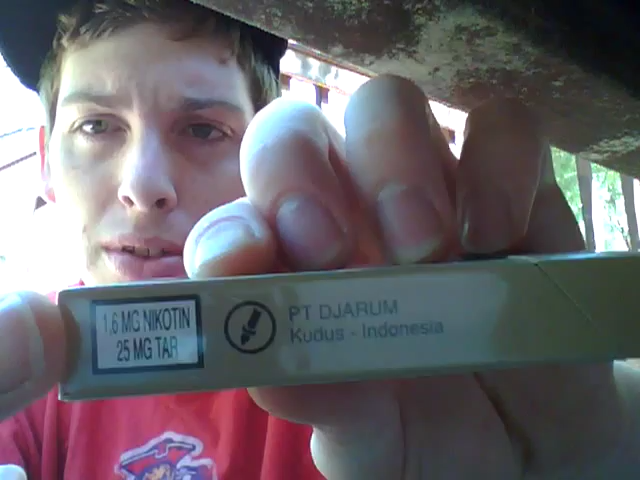 1,6 MG NIKOTIN
25 MG TAR
PT DJARUM
Kudus - Indonesia